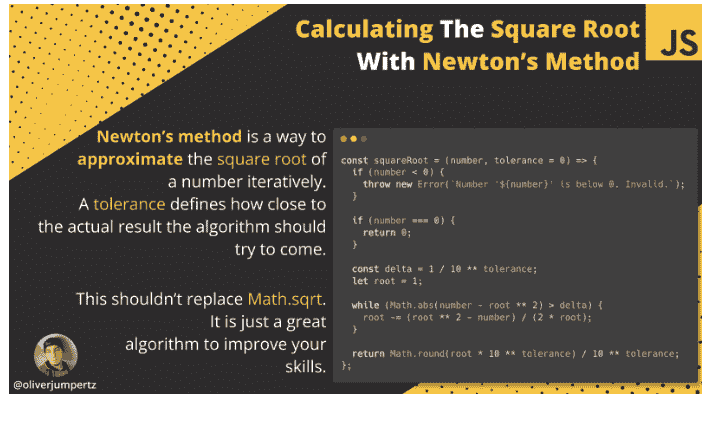 Calculating The Square Root
With Newton's Method
JS
Newton's method is a way to
approximate the square root of
a number iteratively.
A tolerance defines how close to
the actual result the algorithm should
try to come.
This shouldn't replace Math.sqrt.
It is just a great
algorithm to improve your
skills.
@oliverjumpertz
const squareRoot = (number, tolerance = 0) => {
if (number < 0) {
throw new Error(`Number '${number}' is below 0. Invalid.`);
}
if (number === 0) {
return 0;
}
const delta = 1 / 10 ** tolerance;
let root = 1;
while (Math.abs(number - root ** 2) > delta) {
root -= (root ** 2 - number) / (2 * root);
}
return Math.round(root * 10 ** tolerance) / 10 ** tolerance;
};